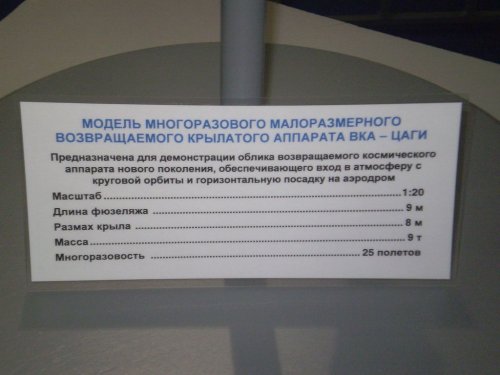 МОДЕЛЬ МНОГОРАЗОВОГО МАЛОРАЗМЕРНОГО
ВОЗВРАЩАЕМОГО КРЫЛАТОГО АППАРАТА ВКА – ЦАГИ
Предназначена для демонстрации облика возвращаемого космического
аппарата нового поколения, обеспечивающего вход в атмосферу с
круговой орбиты и горизонтальную посадку на аэродром
Масштаб..........................................................................1:20
Длина фюзеляжа ................................................................ 9 м
Размах крыла .................................................................... 8 м
Масса............................................................................... 9 т
Многоразовость ..................................................... 25 полетов